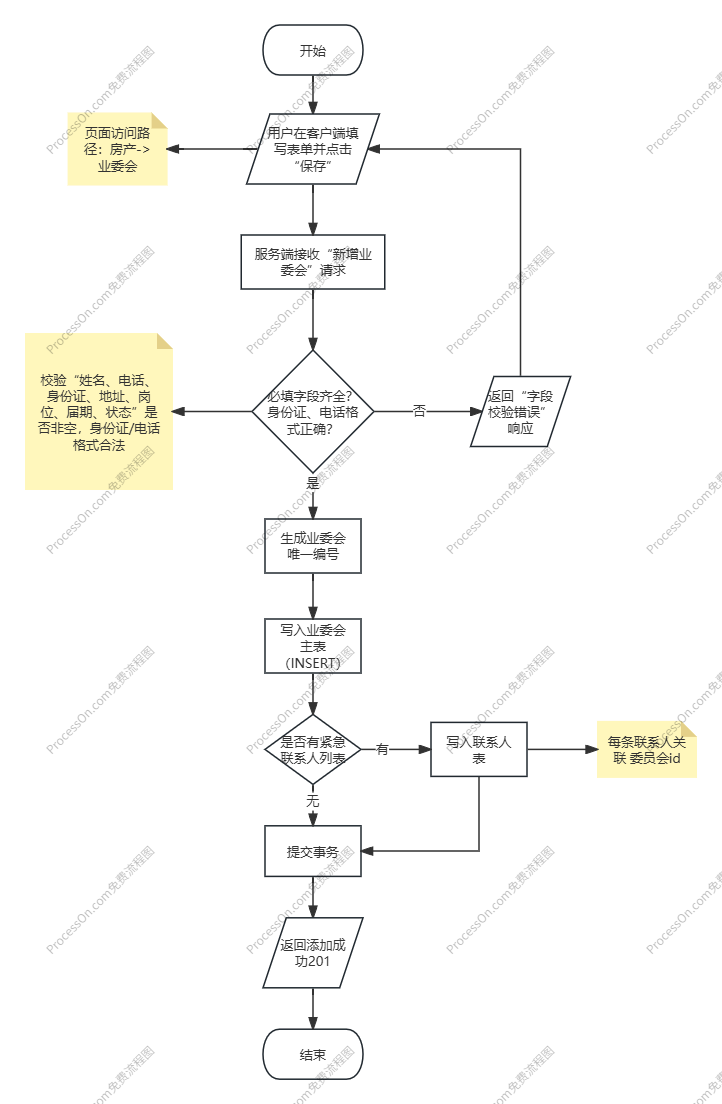 开始
用户在客户端填
写表单并点击
“保存”
页面访问路
径：房产->
业委会
服务端接收“新增业
委会”请求
必填字段齐全？
身份证、电话格
式正确？
校验“姓名、电话、
身份证、地址、岗
位、届期、状态”是
否非空，身份证/电话
格式合法
否
返回“字段
校验错误”
响应
是
生成业委会
唯一编号
写入业委会
主表
（INSERT）
是否有紧急
联系人列表
有
写入联系人
表
每条联系人关
联 委员会id
无
提交事务
返回添加成
功201
结束
ProcessOn.com免费流程图